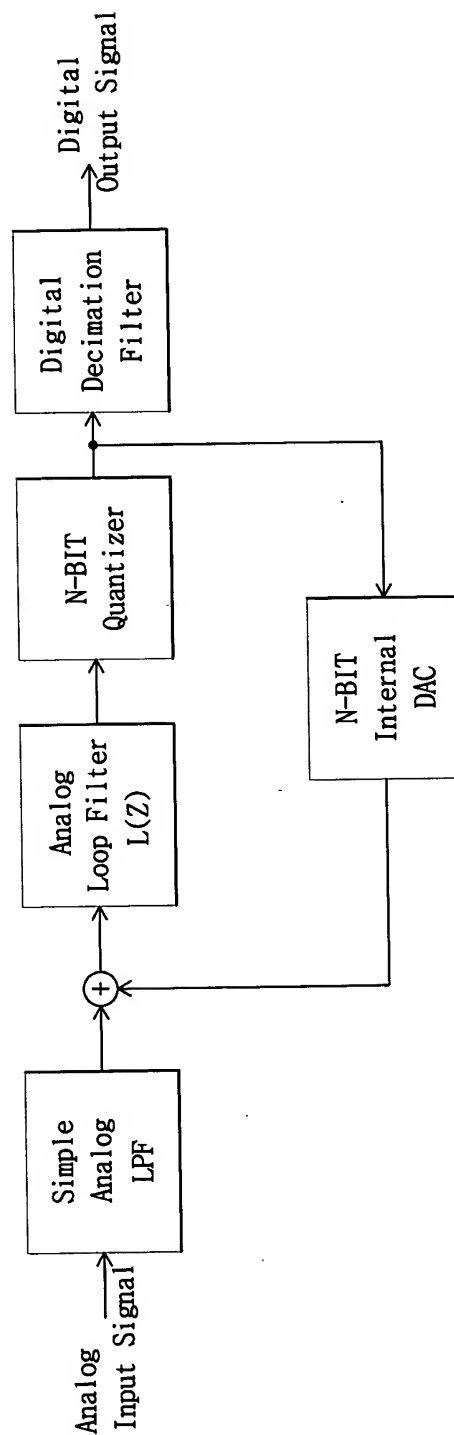 Analog
Input Signal
Simple
Analog
LPF
+
Analog
Loop Filter
L(Z)
N-BIT
Quantizer
Digital
Decimation
Filter
Digital
Output Signal
N-BIT
Internal
DAC